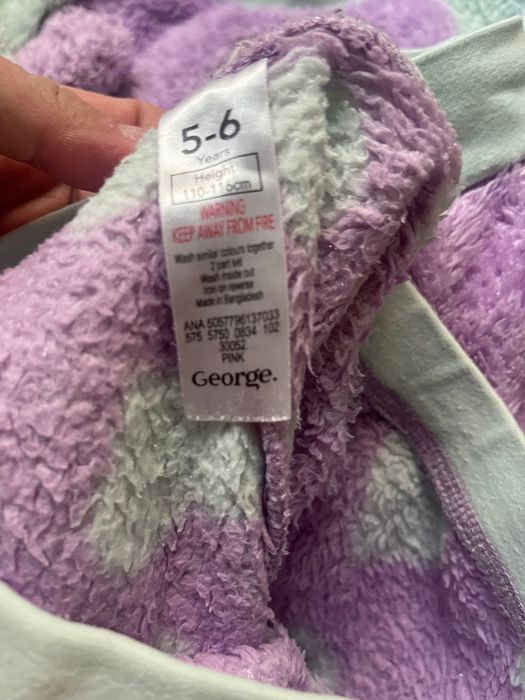 5-6
Years
Height
110-116cm
WARNING
KEEP AWAY FROM FIRE
Wash similar colours together
2 part set
Wash inside out
Iron on reverse
Made in Bangladesh
ANA 5057796137033
575 5750 0834 102
30052
PINK
George.